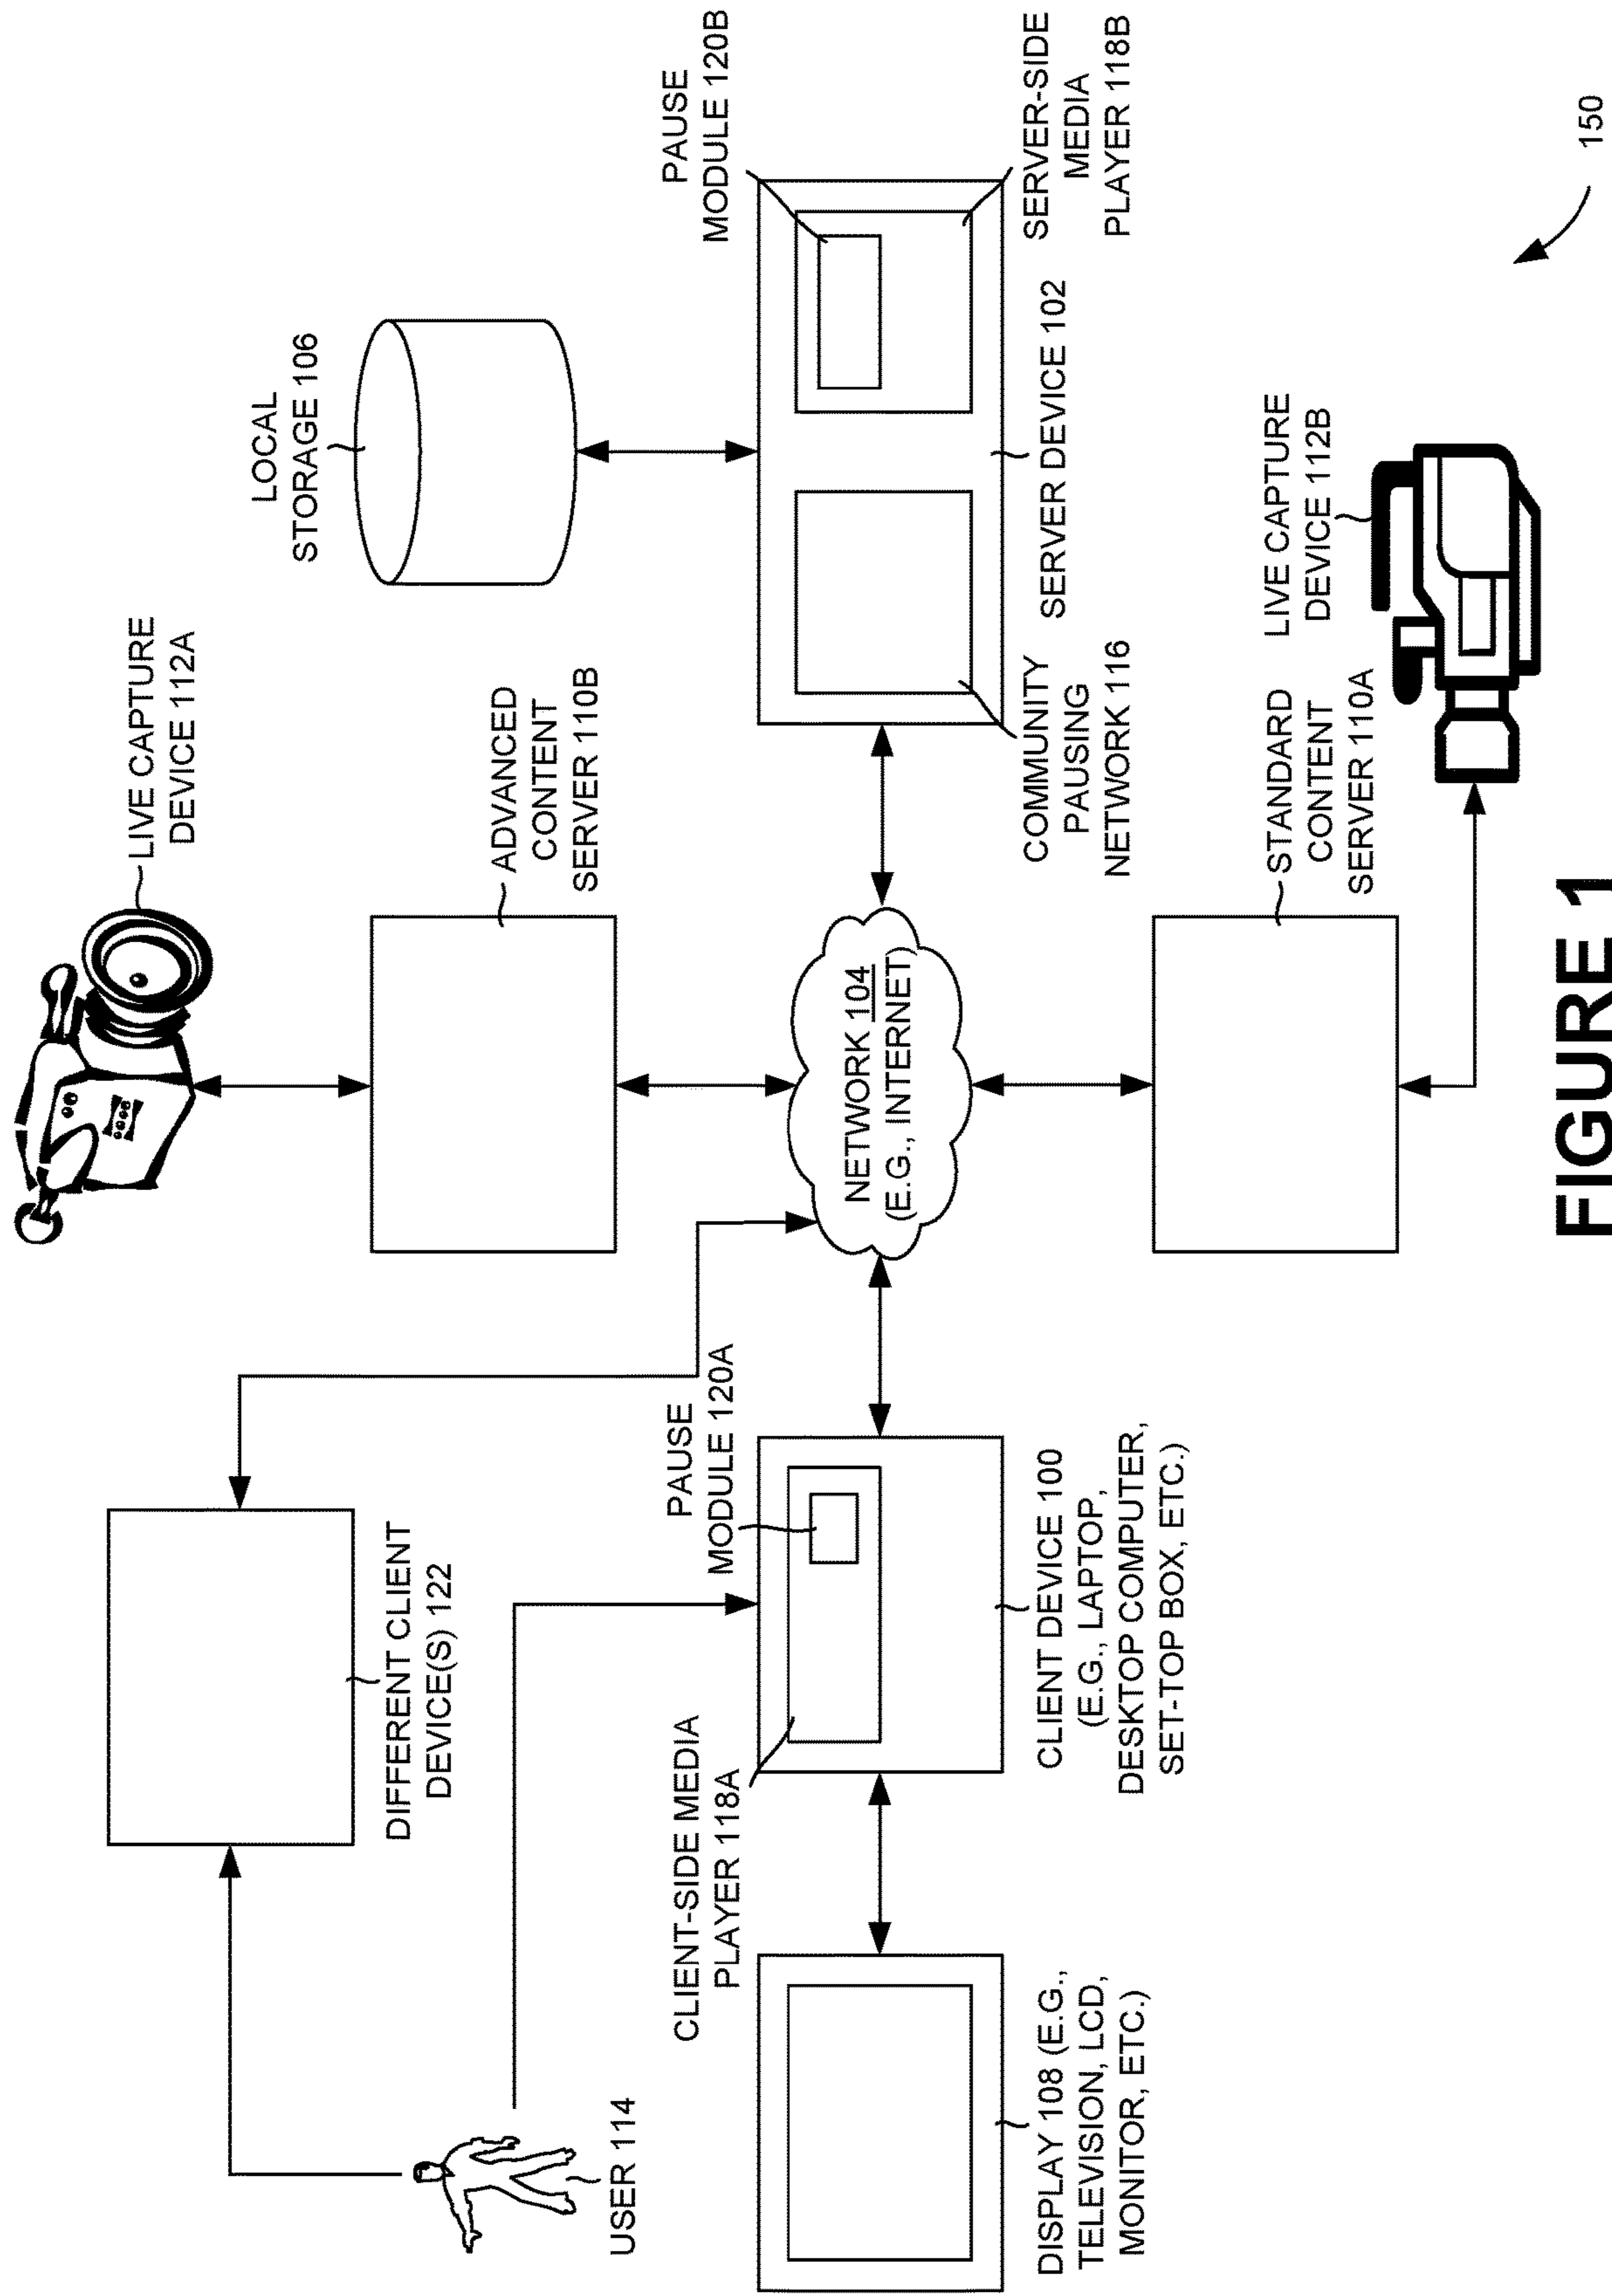 LIVE CAPTURE
DEVICE 112A
LOCAL
STORAGE 106
ADVANCED
CONTENT
SERVER 110B
PAUSE
MODULE 120B
DIFFERENT CLIENT
DEVICE(S) 122
USER 114
CLIENT-SIDE MEDIA
PLAYER 118A
PAUSE
MODULE 120A
NETWORK 104
(E.G., INTERNET)
DISPLAY 108 (E.G.,
TELEVISION, LCD,
MONITOR, ETC.)
CLIENT DEVICE 100
(E.G., LAPTOP,
DESKTOP COMPUTER,
SET-TOP BOX, ETC.)
COMMUNITY
PAUSING
NETWORK 116
SERVER DEVICE 102
SERVER-SIDE
MEDIA
PLAYER 118B
STANDARD
CONTENT
SERVER 110A
LIVE CAPTURE
DEVICE 112B
150
FIGURE 1